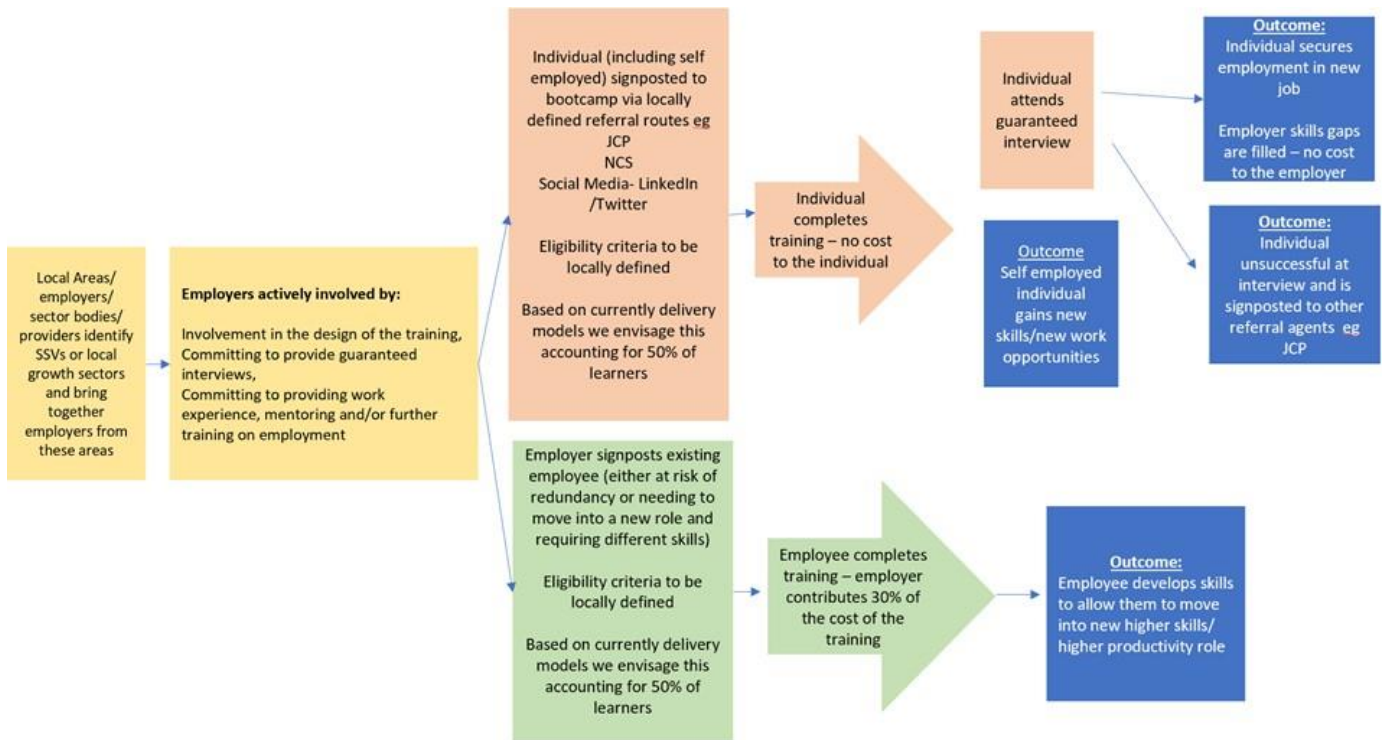 Local Areas/
employers/
sector bodies/
providers identify
SSVs or local
growth sectors
and bring
together
employers from
these areas
Employers actively involved by:
Involvement in the design of the training,
Committing to provide guaranteed
interviews,
Committing to providing work
experience, mentoring and/or further
training on employment
Individual (including self
employed) signposted to
bootcamp via locally
defined referral routes eg
JCP
NCS
Social Media- LinkedIn
/Twitter
Eligibility criteria to be
locally defined
Based on currently delivery
models we envisage this
accounting for 50% of
learners
Individual
completes
training – no cost
to the individual
Individual
attends
guaranteed
interview
Outcome:
Individual secures
employment in new
job
Employer skills gaps
are filled – no cost
to the employer
Outcome:
Individual
unsuccessful at
interview and is
signposted to other
referral agents eg
JCP
Outcome
Self employed
individual
gains new
skills/new work
opportunities
Employer signposts existing
employee (either at risk of
redundancy or needing to
move into a new role and
requiring different skills)
Eligibility criteria to be
locally defined
Based on currently delivery
models we envisage this
accounting for 50% of
learners
Employee completes
training – employer
contributes 30% of
the cost of the
training
Outcome:
Employee develops skills
to allow them to move
into new higher skills/
higher productivity role